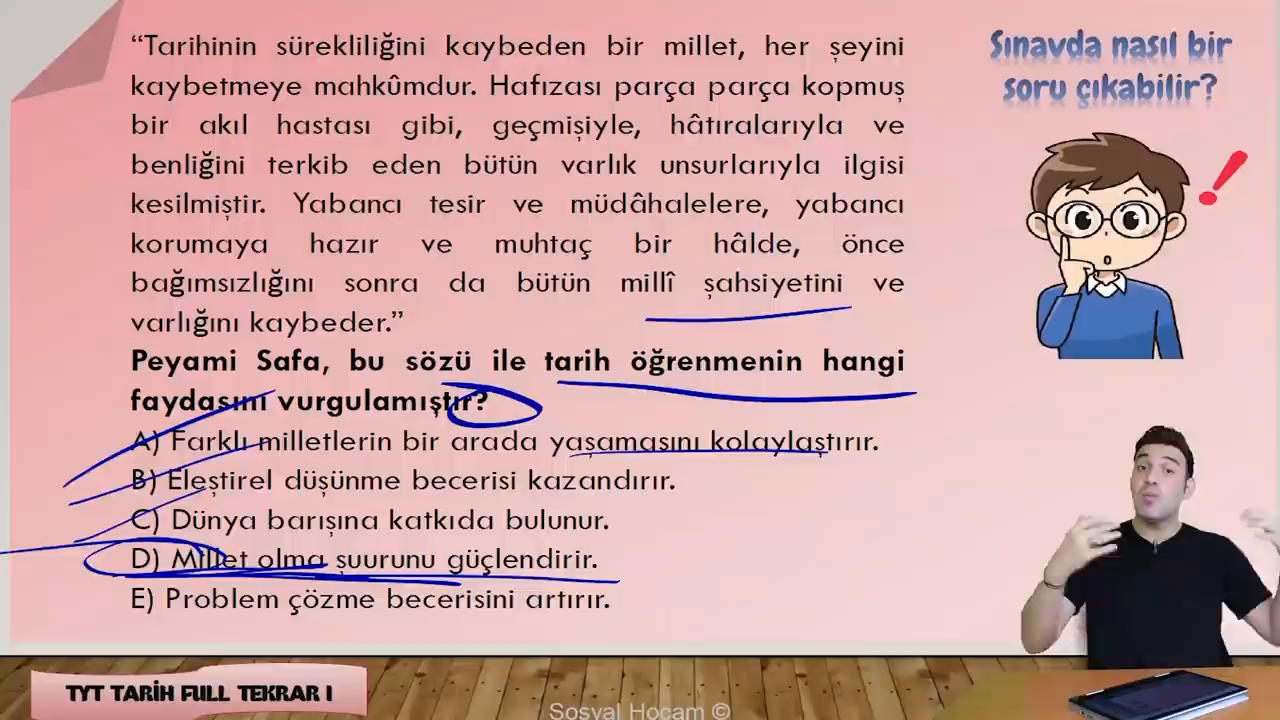 “Tarihinin sürekliliğini kaybeden bir millet, her şeyini
kaybetmeye mahkûmdur. Hafızası parça parça kopmuş
bir akıl hastası gibi, geçmişiyle, hâtıralarıyla ve
benliğini terkib eden bütün varlık unsurlarıyla ilgisi
kesilmiştir. Yabancı tesir ve müdâhalelere, yabancı
korumaya hazır ve muhtaç bir hâlde, önce
bağımsızlığını sonra da bütün millî şahsiyetini ve
varlığını kaybeder.”
Peyami Safa, bu sözü ile tarih öğrenmenin hangi
faydasını vurgulamıştır?
A) Farklı milletlerin bir arada yaşamasını kolaylaştırır.
B) Eleştirel düşünme becerisi kazandırır.
C) Dünya barışına katkıda bulunur.
D) Millet olma şuurunu güçlendirir.
E) Problem çözme becerisini artırır.
Sınavda nasıl bir
soru çıkabilir?
TYT TARİH FULL TEKRAR 1
Sosyal Hocam ©